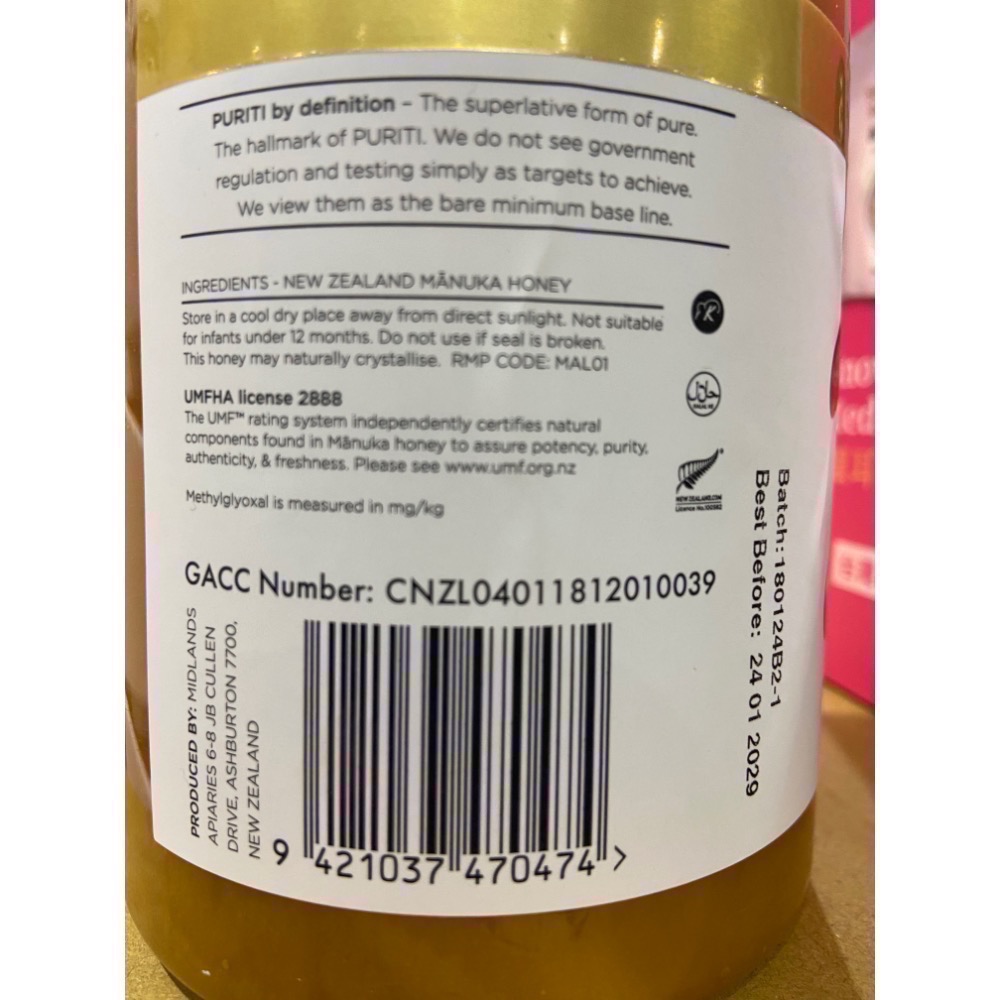 PURITI by definition – The superlative form of pure.
The hallmark of PURITI. We do not see government
regulation and testing simply as targets to achieve.
We view them as the bare minimum base line.
INGREDIENTS - NEW ZEALAND MĀNUKA HONEY
Store in a cool dry place away from direct sunlight. Not suitable
for infants under 12 months. Do not use if seal is broken.
This honey may naturally crystallise. RMP CODE: MAL01
K
حلال
UMFHA license 2888
The UMF™ rating system independently certifies natural
components found in Mānuka honey to assure potency, purity,
authenticity, & freshness. Please see www.umf.org.nz
NEWZEALAND.COM
Methylglyoxal is measured in mg/kg
GACC Number: CNZL04011812010039
PRODUCED BY: MIDLANDS
APIARIES 6-8 JB CULLEN
DRIVE, ASHBURTON 7700,
NEW ZEALAND
9 421037 470474 >
Batch:180124B2-1
Best Before: 24 01 2029